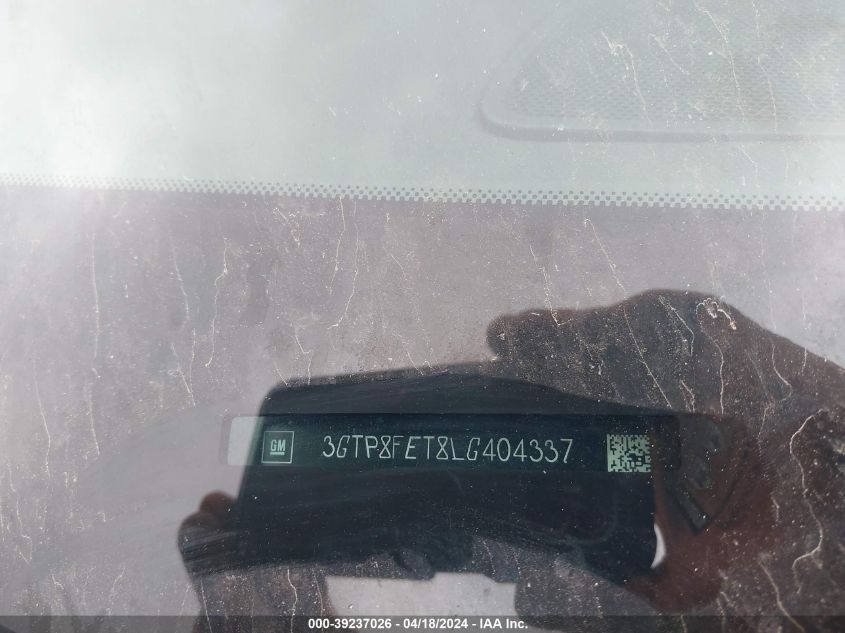 GM 3GTP8FET8LG404337
000-39237026 - 04/18/2024 - IAA Inc.